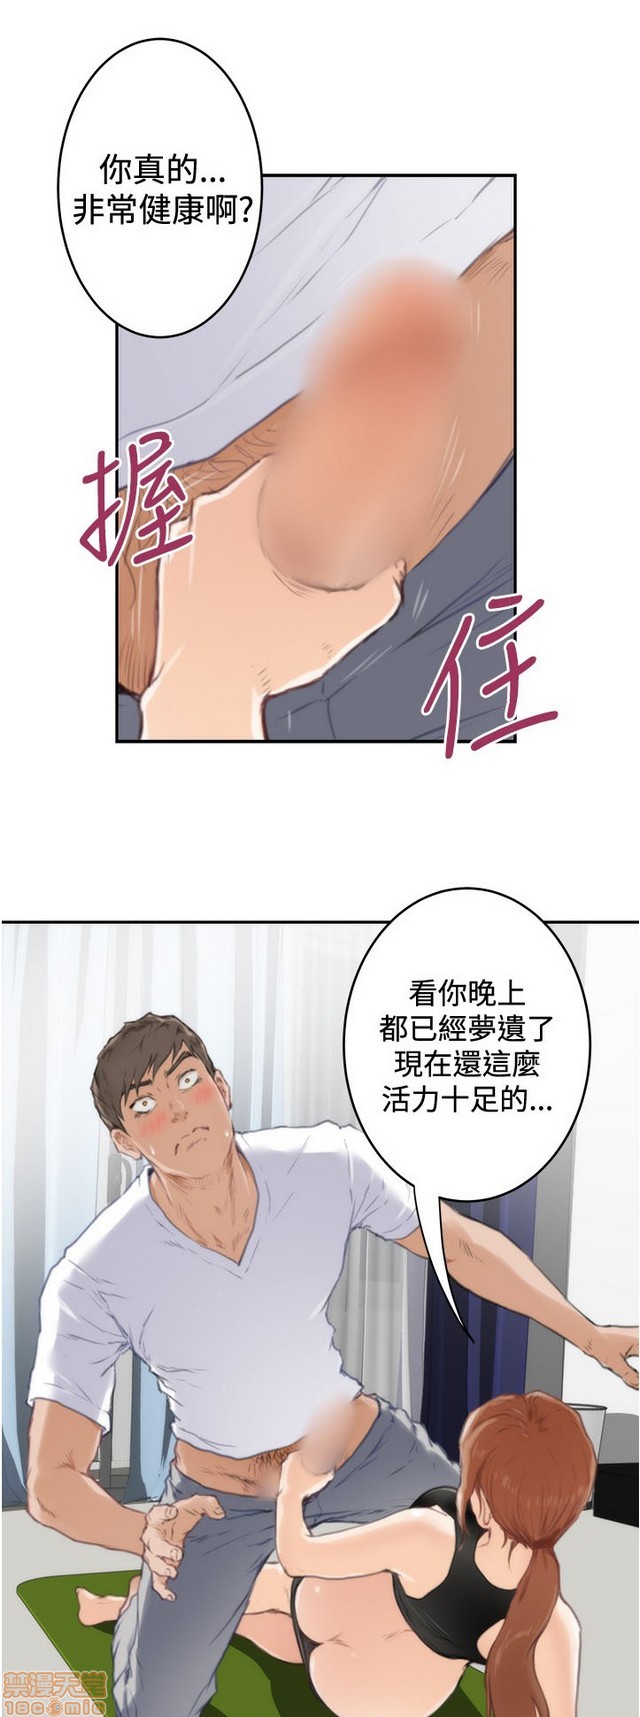 你真的...
非常健康啊?
握
住
看你晚上
都已經夢遺了
現在還這麼
活力十足的...
禁漫天堂
18comic